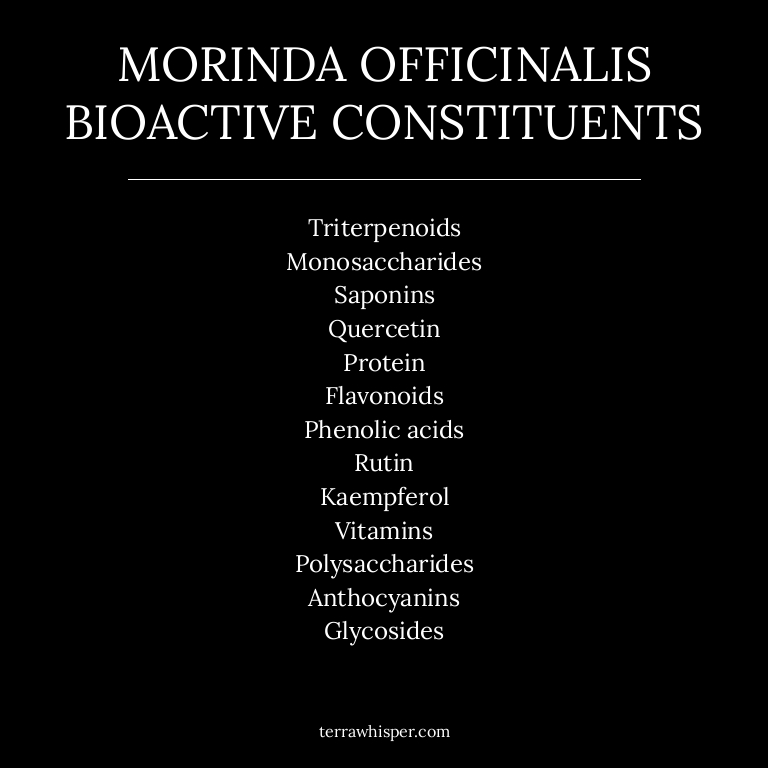 MORINDA OFFICINALIS
BIOACTIVE CONSTITUENTS
Triterpenoids
Monosaccharides
Saponins
Quercetin
Protein
Flavonoids
Phenolic acids
Rutin
Kaempferol
Vitamins
Polysaccharides
Anthocyanins
Glycosides
terrawhisper.com